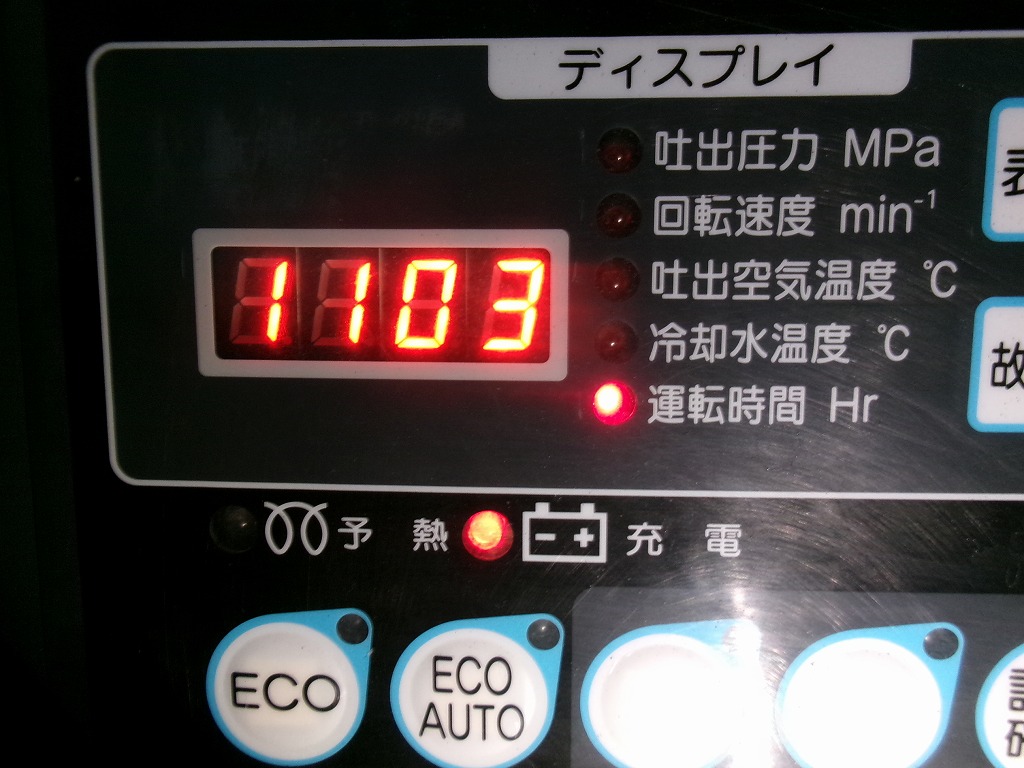 ディスプレイ
吐出圧力 MPa
回転速度 min⁻¹
吐出空気温度 ℃
冷却水温度 ℃
運転時間 Hr
1103
予 熱
充 電
ECO
ECO
AUTO
表
故